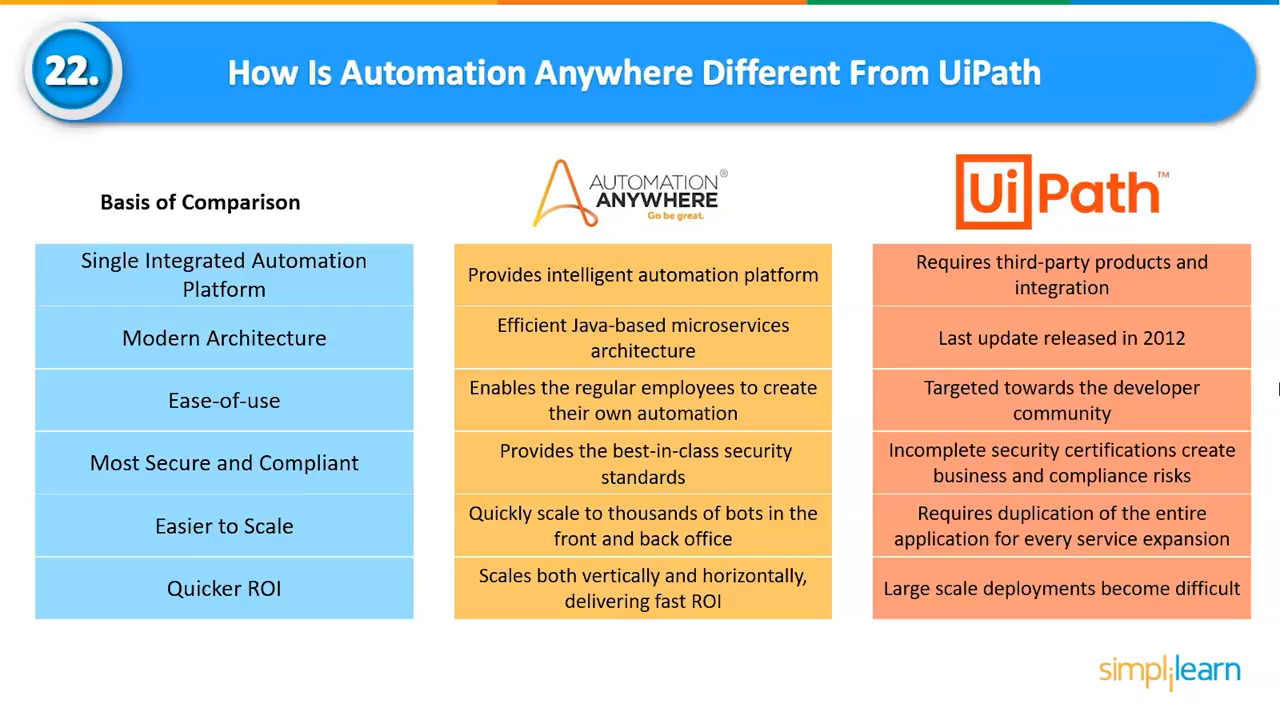 22.
How Is Automation Anywhere Different From UiPath
Basis of Comparison
AUTOMATION®
ANYWHERE
Go be great.
UiPath™
Single Integrated Automation
Platform
Provides intelligent automation platform
Requires third-party products and
integration
Modern Architecture
Efficient Java-based microservices
architecture
Last update released in 2012
Ease-of-use
Enables the regular employees to create
their own automation
Targeted towards the developer
community
Most Secure and Compliant
Provides the best-in-class security
standards
Incomplete security certifications create
business and compliance risks
Easier to Scale
Quickly scale to thousands of bots in the
front and back office
Requires duplication of the entire
application for every service expansion
Quicker ROI
Scales both vertically and horizontally,
delivering fast ROI
Large scale deployments become difficult
simplilearn